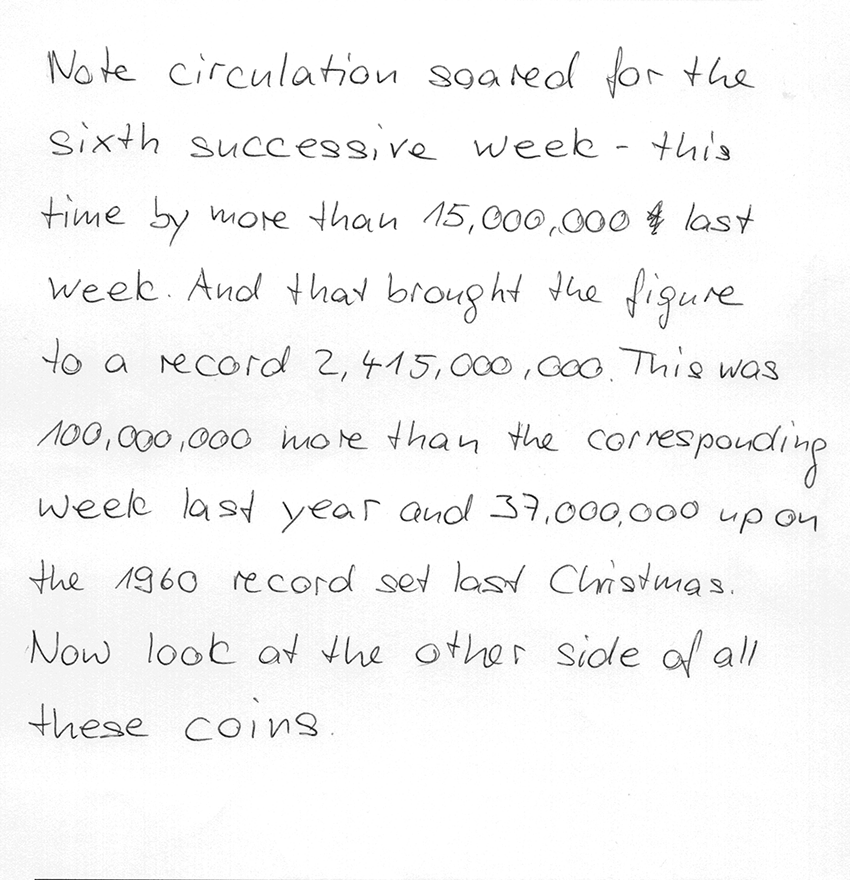 Note circulation soared for the
sixth successive week - this
time by more than 15,000,000 last
week. And that brought the figure
to a record 2,415,000,000. This was
100,000,000 more than the corresponding
week last year and 37,000,000 up on
the 1960 record set last Christmas.
Now look at the other side of all
these coins.